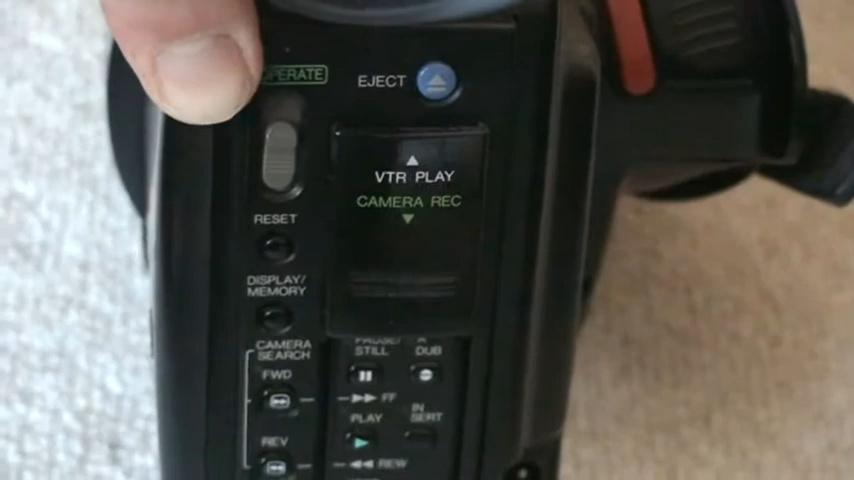 OPERATE
EJECT
VTR PLAY
CAMERA REC
RESET
DISPLAY/
MEMORY
CAMERA
SEARCH
FWD
REV
PAUSE/
STILL
A
DUB
FF
PLAY
IN
SERT
REW